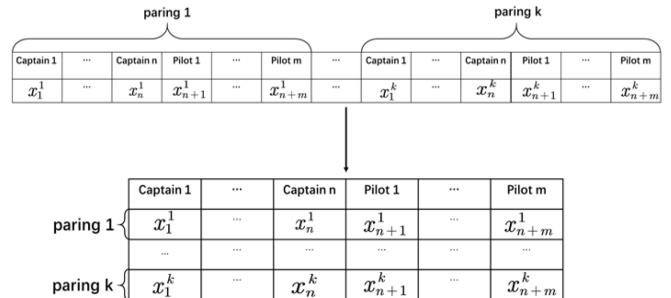 paring 1 paring k
Captain 1 ... Captain n Pilot 1 ... Pilot m ... Captain 1 ... Captain n Pilot 1 ... Pilot m
x_1^1 ... x_n^1 x_{n+1}^1 ... x_{n+m}^1 ... x_1^k ... x_n^k x_{n+1}^k ... x_{n+m}^k
Captain 1 ... Captain n Pilot 1 ... Pilot m
paring 1 x_1^1 ... x_n^1 x_{n+1}^1 ... x_{n+m}^1
... ... ... ... ... ...
paring k x_1^k ... x_n^k x_{n+1}^k ... x_{n+m}^k